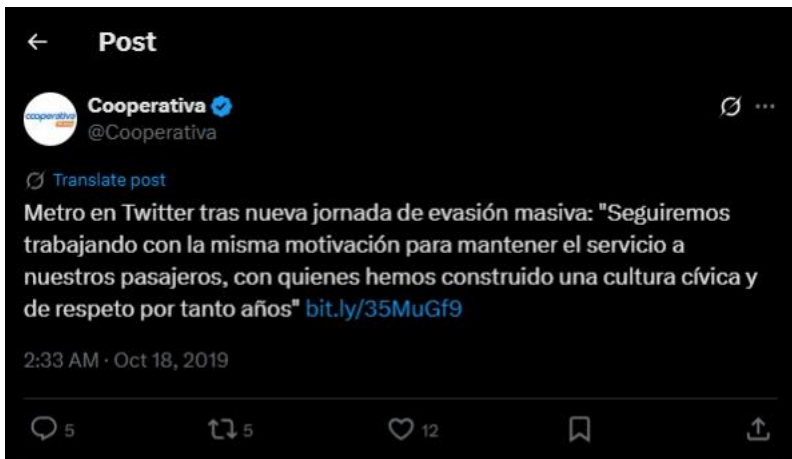 Post
Cooperativa
@Cooperativa
cooperativa
Translate post
Metro en Twitter tras nueva jornada de evasión masiva: "Seguiremos
trabajando con la misma motivación para mantener el servicio a
nuestros pasajeros, con quienes hemos construido una cultura cívica y
de respeto por tanto años" bit.ly/35MuGf9
2:33 AM · Oct 18, 2019
5
5
12